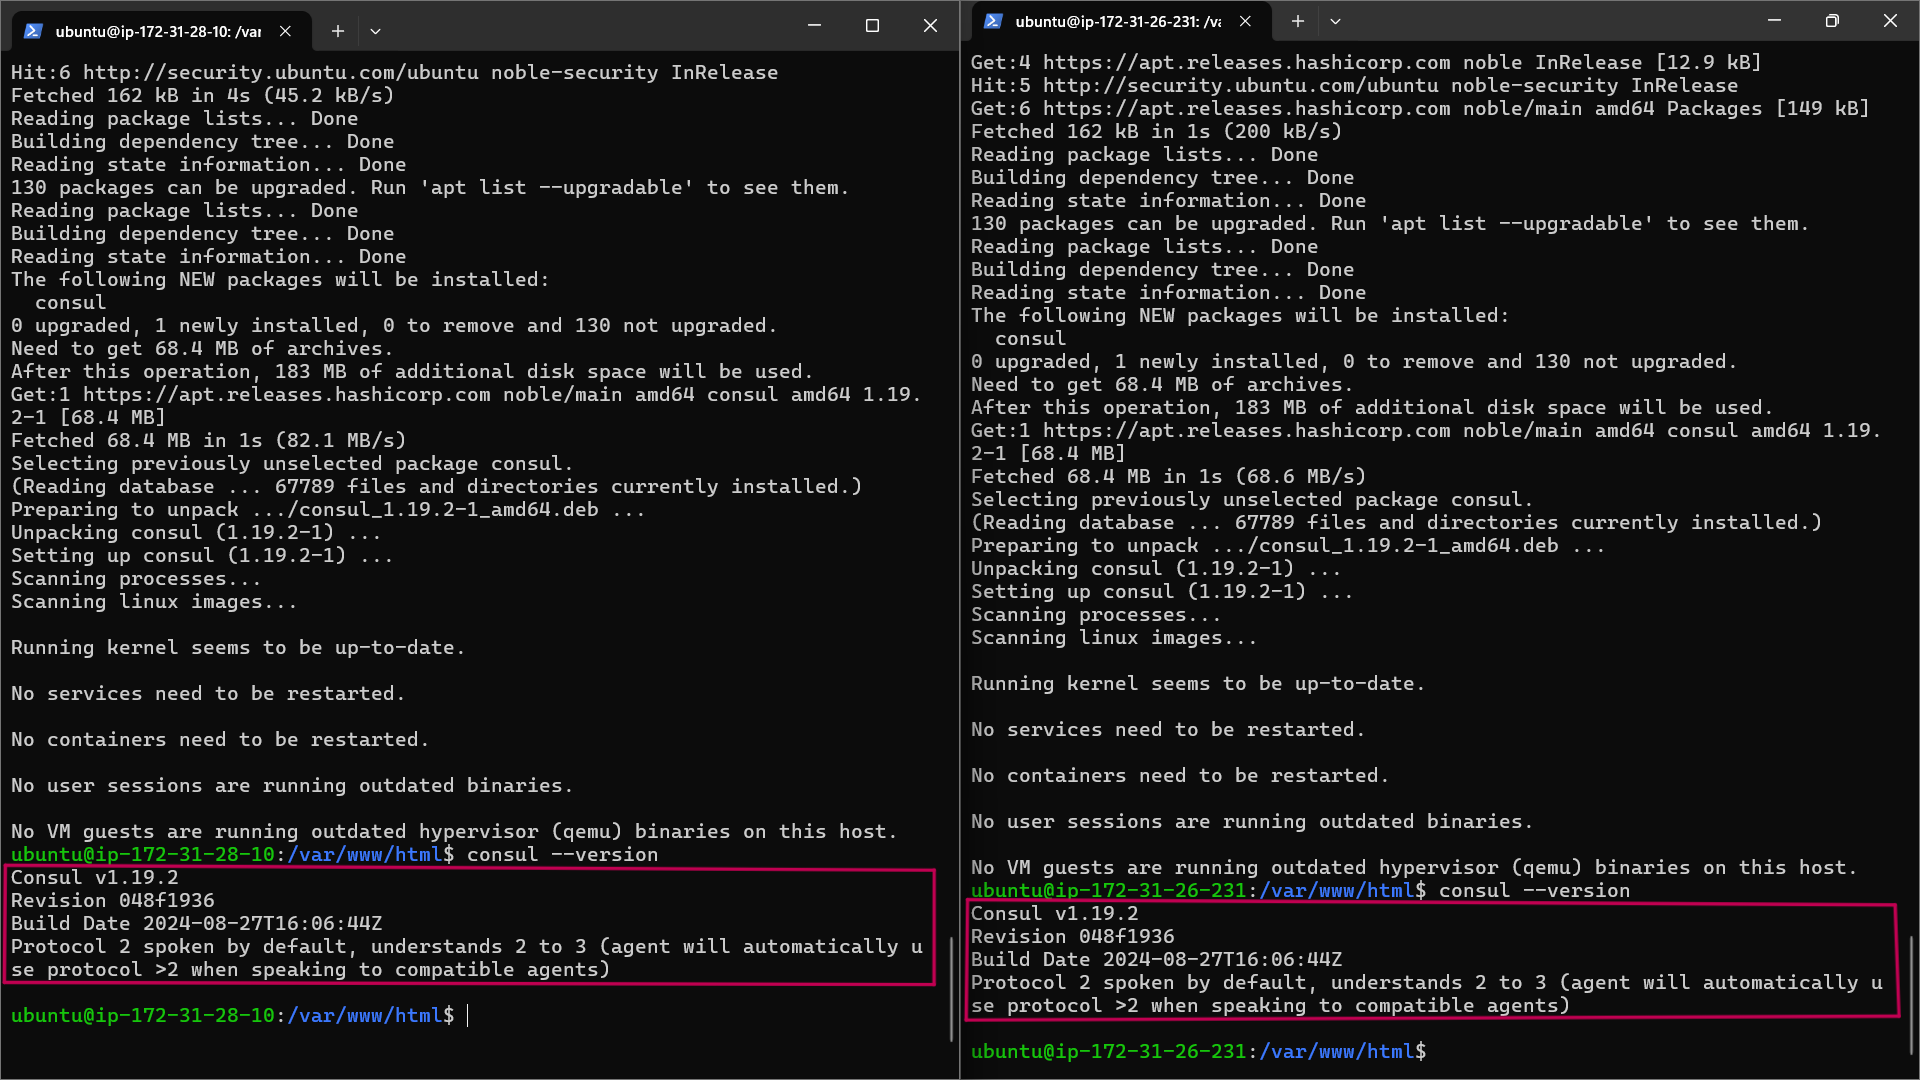 ubuntu@ip-172-31-28-10: /var
Hit:6 http://security.ubuntu.com/ubuntu noble-security InRelease
Fetched 162 kB in 4s (45.2 kB/s)
Reading package lists... Done
Building dependency tree... Done
Reading state information... Done
130 packages can be upgraded. Run 'apt list --upgradable' to see them.
Reading package lists... Done
Building dependency tree... Done
Reading state information... Done
The following NEW packages will be installed:
  consul
0 upgraded, 1 newly installed, 0 to remove and 130 not upgraded.
Need to get 68.4 MB of archives.
After this operation, 183 MB of additional disk space will be used.
Get:1 https://apt.releases.hashicorp.com noble/main amd64 consul amd64 1.19.
2-1 [68.4 MB]
Fetched 68.4 MB in 1s (82.1 MB/s)
Selecting previously unselected package consul.
(Reading database ... 67789 files and directories currently installed.)
Preparing to unpack .../consul_1.19.2-1_amd64.deb ...
Unpacking consul (1.19.2-1) ...
Setting up consul (1.19.2-1) ...
Scanning processes...
Scanning linux images...
Running kernel seems to be up-to-date.
No services need to be restarted.
No containers need to be restarted.
No user sessions are running outdated binaries.
No VM guests are running outdated hypervisor (qemu) binaries on this host.
ubuntu@ip-172-31-28-10:/var/www/html$ consul --version
Consul v1.19.2
Revision 048f1936
Build Date 2024-08-27T16:06:44Z
Protocol 2 spoken by default, understands 2 to 3 (agent will automatically u
se protocol >2 when speaking to compatible agents)
ubuntu@ip-172-31-28-10:/var/www/html$
ubuntu@ip-172-31-26-231: /va
Get:4 https://apt.releases.hashicorp.com noble InRelease [12.9 kB]
Hit:5 http://security.ubuntu.com/ubuntu noble-security InRelease
Get:6 https://apt.releases.hashicorp.com noble/main amd64 Packages [149 kB]
Fetched 162 kB in 1s (200 kB/s)
Reading package lists... Done
Building dependency tree... Done
Reading state information... Done
130 packages can be upgraded. Run 'apt list --upgradable' to see them.
Reading package lists... Done
Building dependency tree... Done
Reading state information... Done
The following NEW packages will be installed:
  consul
0 upgraded, 1 newly installed, 0 to remove and 130 not upgraded.
Need to get 68.4 MB of archives.
After this operation, 183 MB of additional disk space will be used.
Get:1 https://apt.releases.hashicorp.com noble/main amd64 consul amd64 1.19.
2-1 [68.4 MB]
Fetched 68.4 MB in 1s (68.6 MB/s)
Selecting previously unselected package consul.
(Reading database ... 67789 files and directories currently installed.)
Preparing to unpack .../consul_1.19.2-1_amd64.deb ...
Unpacking consul (1.19.2-1) ...
Setting up consul (1.19.2-1) ...
Scanning processes...
Scanning linux images...
Running kernel seems to be up-to-date.
No services need to be restarted.
No containers need to be restarted.
No user sessions are running outdated binaries.
No VM guests are running outdated hypervisor (qemu) binaries on this host.
ubuntu@ip-172-31-26-231:/var/www/html$ consul --version
Consul v1.19.2
Revision 048f1936
Build Date 2024-08-27T16:06:44Z
Protocol 2 spoken by default, understands 2 to 3 (agent will automatically u
se protocol >2 when speaking to compatible agents)
ubuntu@ip-172-31-26-231:/var/www/html$